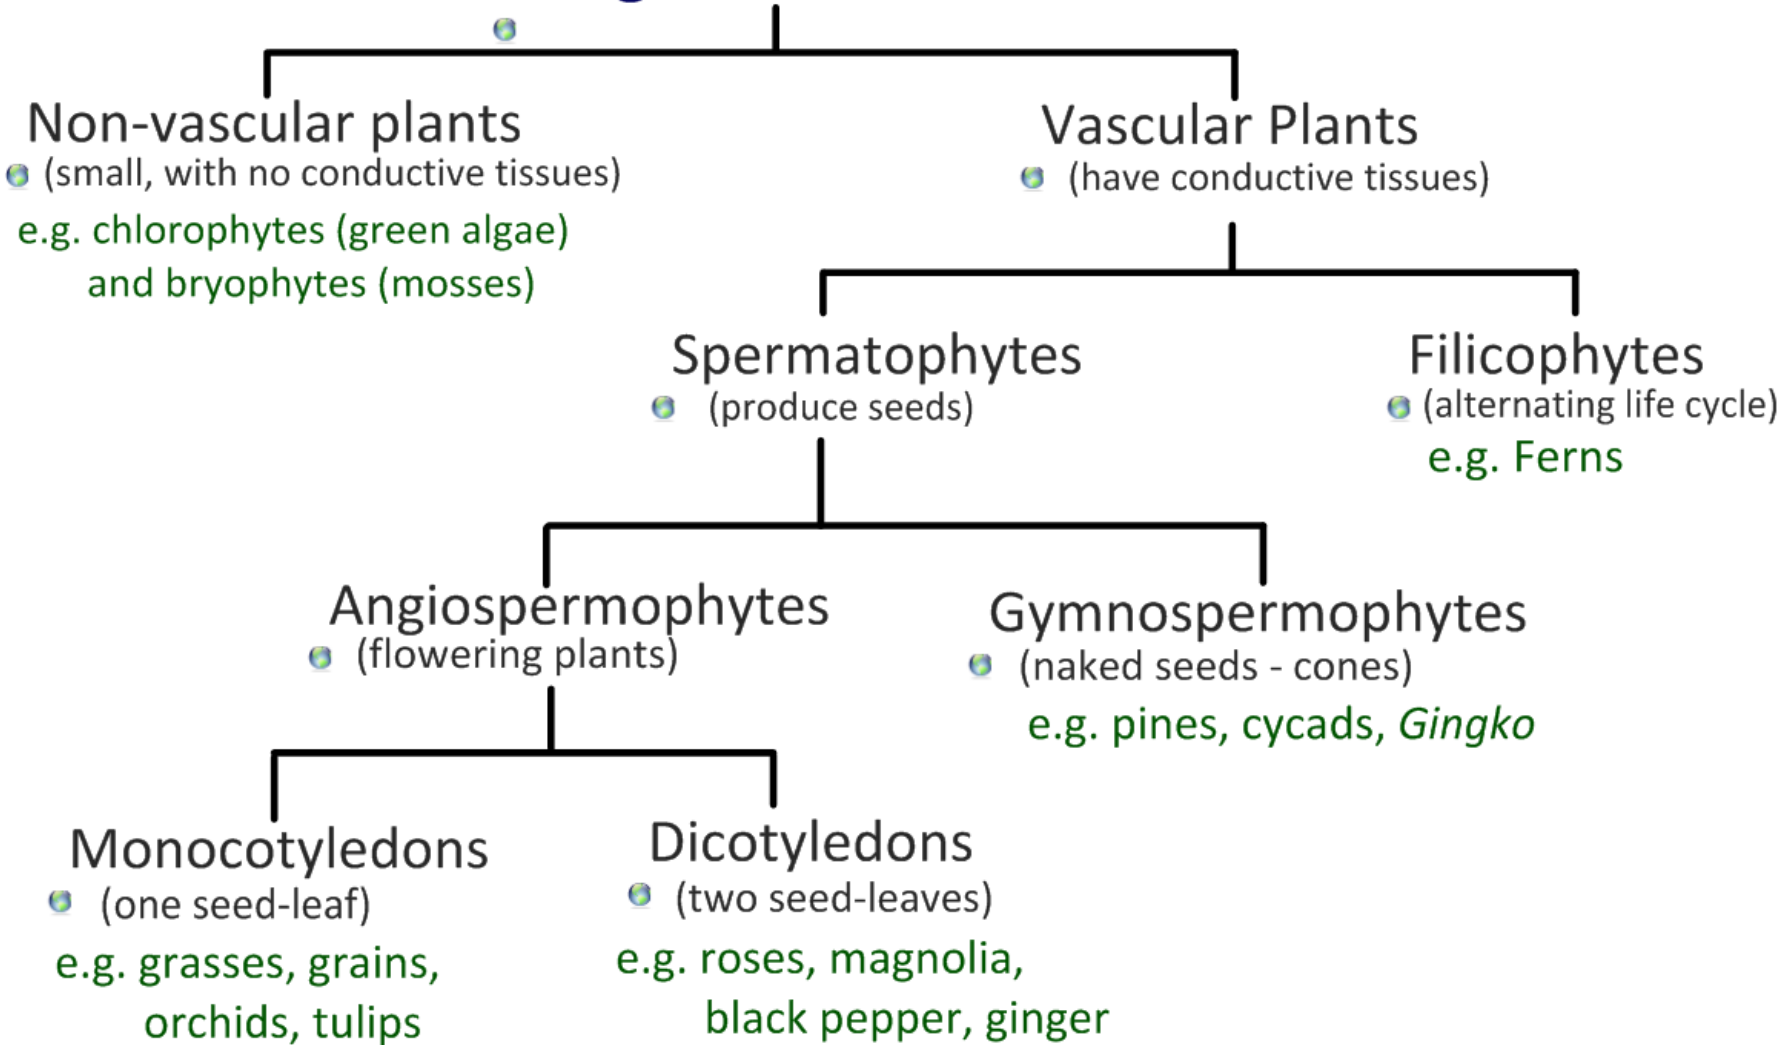 Non-vascular plants
(small, with no conductive tissues)
e.g. chlorophytes (green algae)
and bryophytes (mosses)
Vascular Plants
(have conductive tissues)
Spermatophytes
(produce seeds)
Filicophytes
(alternating life cycle)
e.g. Ferns
Angiospermophytes
(flowering plants)
Gymnospermophytes
(naked seeds - cones)
e.g. pines, cycads, Gingko
Monocotyledons
(one seed-leaf)
e.g. grasses, grains,
orchids, tulips
Dicotyledons
(two seed-leaves)
e.g. roses, magnolia,
black pepper, ginger